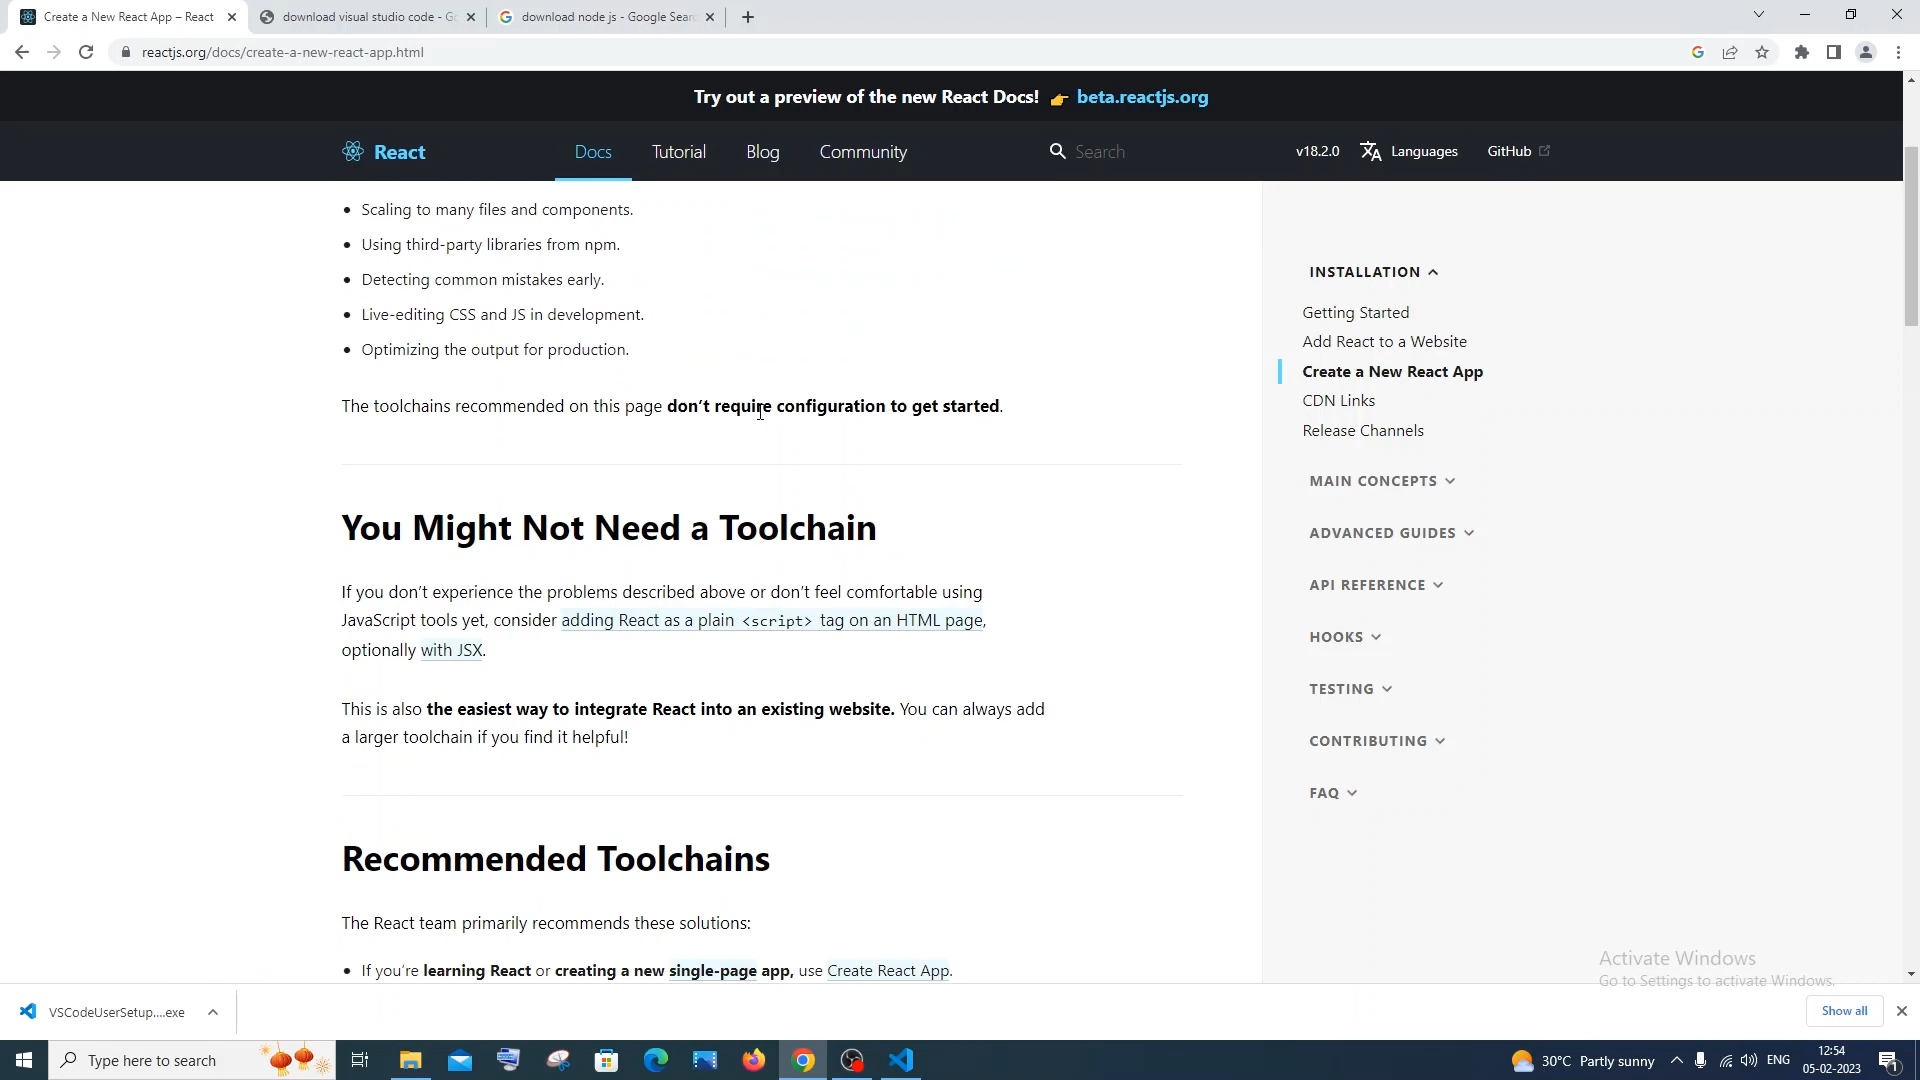 Create a New React App – React
download visual studio code - Go
download node js - Google Sear
reactjs.org/docs/create-a-new-react-app.html
Try out a preview of the new React Docs! 👉 beta.reactjs.org
React
Docs
Tutorial
Blog
Community
Search
v18.2.0
Languages
GitHub
• Scaling to many files and components.
• Using third-party libraries from npm.
• Detecting common mistakes early.
• Live-editing CSS and JS in development.
• Optimizing the output for production.
The toolchains recommended on this page don’t require configuration to get started.
You Might Not Need a Toolchain
If you don’t experience the problems described above or don’t feel comfortable using
JavaScript tools yet, consider adding React as a plain <script> tag on an HTML page,
optionally with JSX.
This is also the easiest way to integrate React into an existing website. You can always add
a larger toolchain if you find it helpful!
Recommended Toolchains
The React team primarily recommends these solutions:
• If you’re learning React or creating a new single-page app, use Create React App.
INSTALLATION
Getting Started
Add React to a Website
Create a New React App
CDN Links
Release Channels
MAIN CONCEPTS
ADVANCED GUIDES
API REFERENCE
HOOKS
TESTING
CONTRIBUTING
FAQ
Activate Windows
Go to Settings to activate Windows.
VSCodeUserSetup....exe
Show all
Type here to search
30°C Partly sunny
ENG
12:54
05-02-2023
1